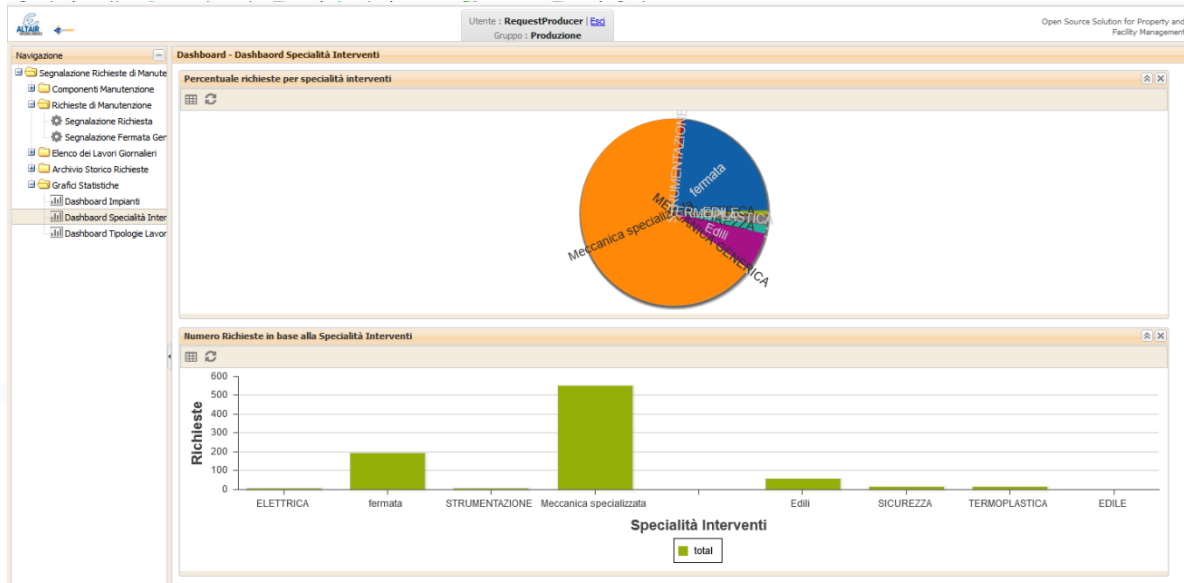 ALTAIR
Utente : RequestProducer | Esci
Gruppo : Produzione
Open Source Solution for Property and
Facility Management
Navigazione
Segnalazione Richieste di Manute
Componenti Manutenzione
Richieste di Manutenzione
Segnalazione Richiesta
Segnalazione Fermata Ger
Elenco dei Lavori Giornalieri
Archivio Storico Richieste
Grafici Statistiche
Dashboard Impianti
Dashbaord Specialità Inter
Dashboard Tipologie Lavor
Dashboard - Dashbaord Specialità Interventi
Percentuale richieste per specialità interventi
fermata
Edili
MECCANICA GENERICA
Numero Richieste in base alla Specialità Interventi
Richieste
600
500
400
300
200
100
0
ELETTRICA fermata STRUMENTAZIONE Meccanica specializzata Edili SICUREZZA TERMOPLASTICA EDILE
Specialità Interventi
total